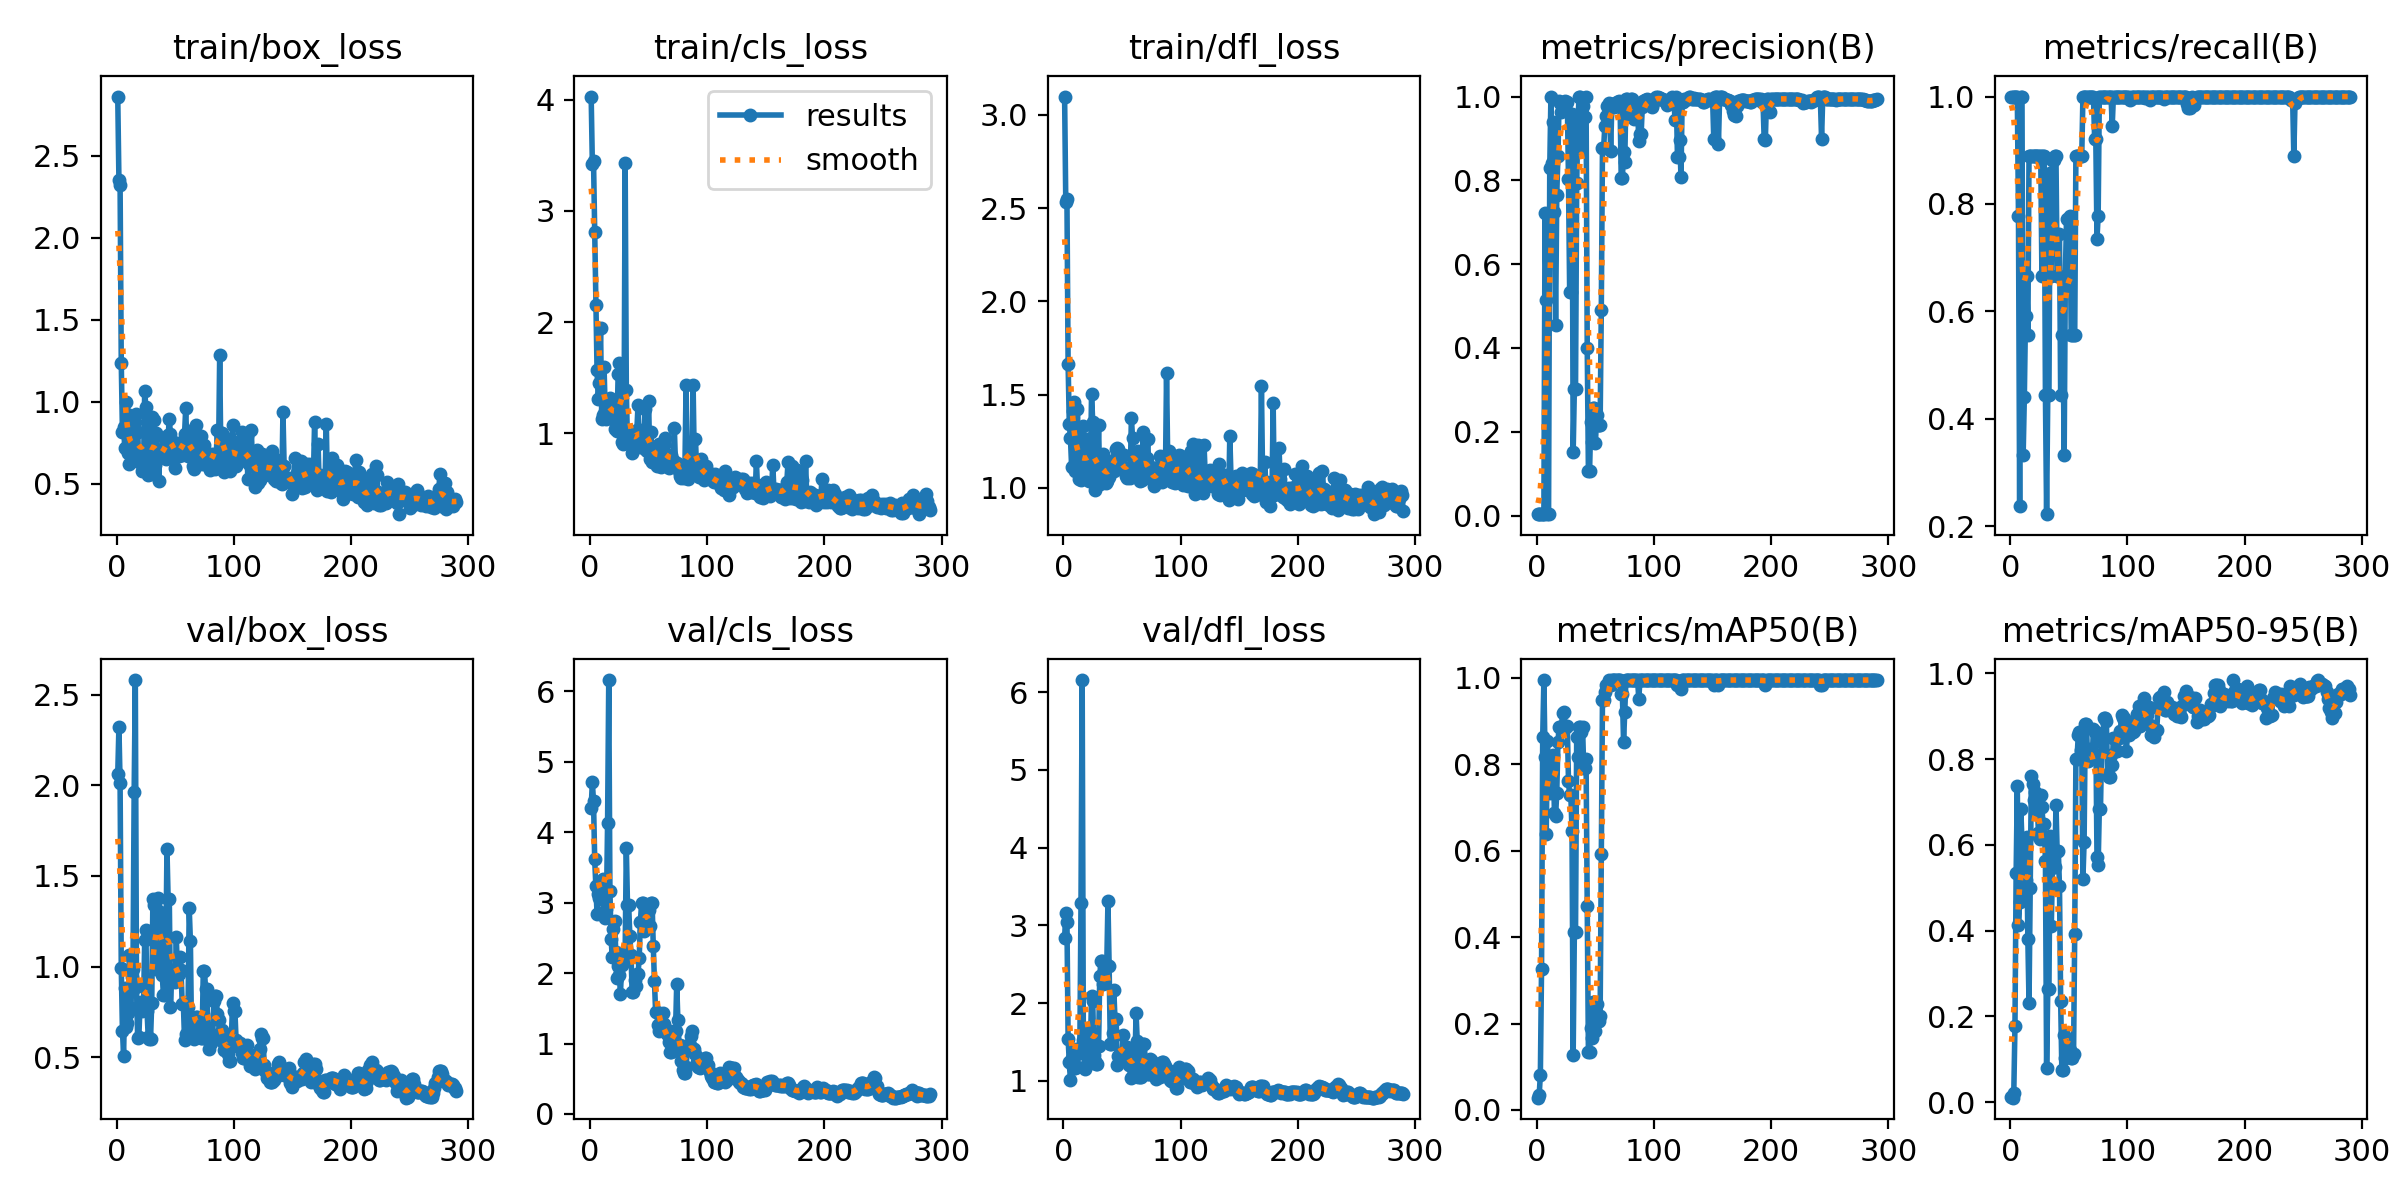 train/box_loss
2.5
2.0
1.5
1.0
0.5
0 100 200 300
train/cls_loss
results
smooth
4
3
2
1
0 100 200 300
train/dfl_loss
3.0
2.5
2.0
1.5
1.0
0 100 200 300
metrics/precision(B)
1.0
0.8
0.6
0.4
0.2
0.0
0 100 200 300
metrics/recall(B)
1.0
0.8
0.6
0.4
0.2
0 100 200 300
val/box_loss
2.5
2.0
1.5
1.0
0.5
0 100 200 300
val/cls_loss
6
5
4
3
2
1
0
0 100 200 300
val/dfl_loss
6
5
4
3
2
1
0 100 200 300
metrics/mAP50(B)
1.0
0.8
0.6
0.4
0.2
0.0
0 100 200 300
metrics/mAP50-95(B)
1.0
0.8
0.6
0.4
0.2
0.0
0 100 200 300